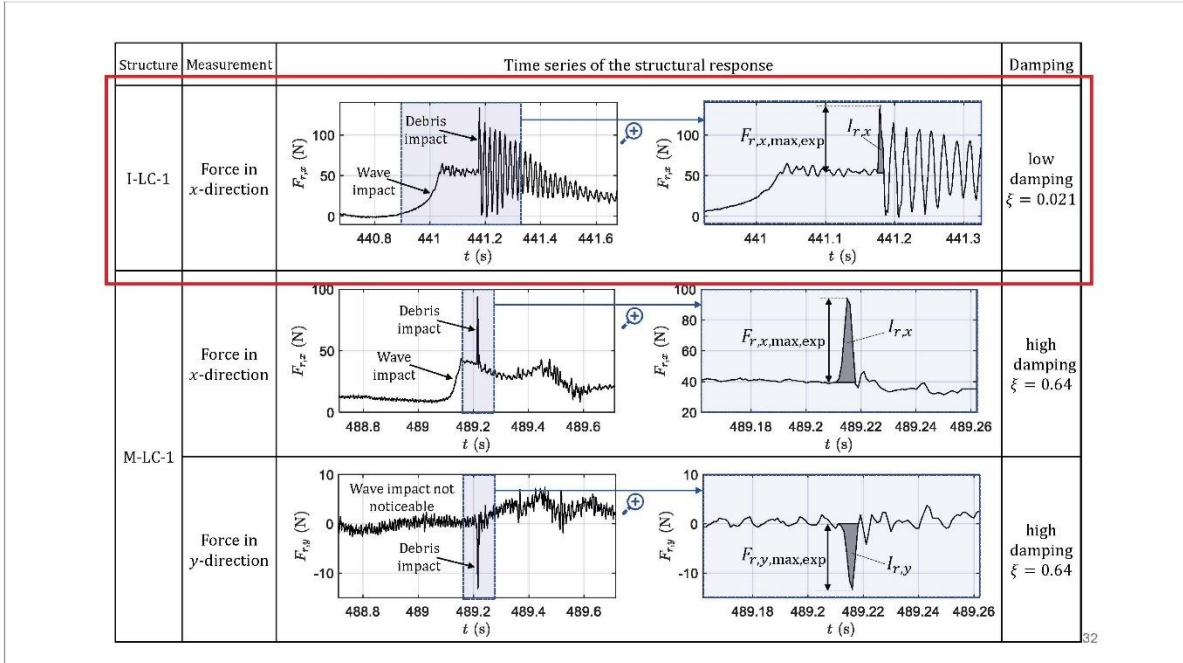 Structure Measurement Time series of the structural response Damping
I-LC-1
Force in
x-direction
F_{r,x} (N)
100
50
0
Debris
impact
Wave
impact
440.8 441 441.2 441.4 441.6
t (s)
F_{r,x} (N)
100
50
0
F_{r,x,max,exp}
I_{r,x}
441 441.1 441.2 441.3
t (s)
low
damping
ξ = 0.021
M-LC-1
Force in
x-direction
F_{r,x} (N)
100
50
0
Debris
impact
Wave
impact
488.8 489 489.2 489.4 489.6
t (s)
F_{r,x} (N)
100
80
60
40
20
F_{r,x,max,exp}
I_{r,x}
489.18 489.2 489.22 489.24 489.26
t (s)
high
damping
ξ = 0.64
Force in
y-direction
F_{r,y} (N)
10
0
-10
Wave impact not
noticeable
Debris
impact
488.8 489 489.2 489.4 489.6
t (s)
F_{r,y} (N)
10
0
-10
F_{r,y,max,exp}
I_{r,y}
489.18 489.2 489.22 489.24 489.26
t (s)
high
damping
ξ = 0.64
32